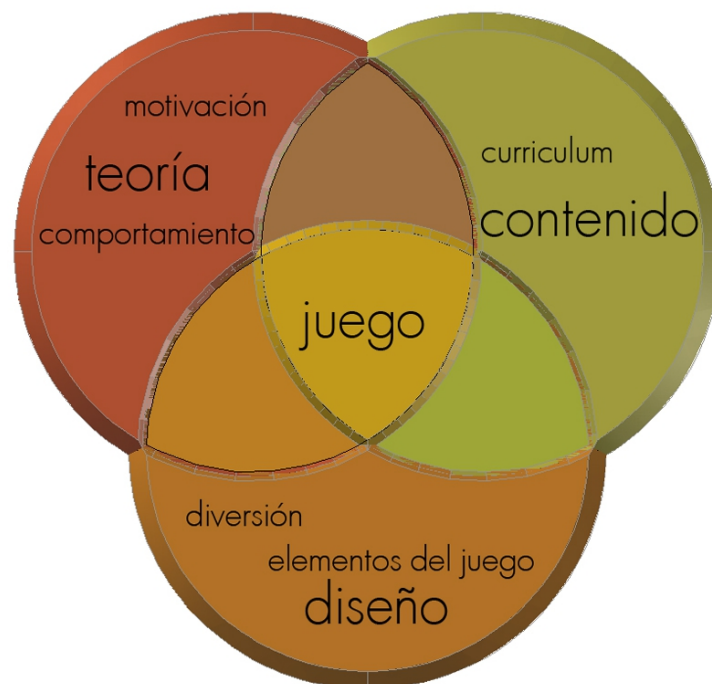 motivación
teoría
comportamiento
curriculum
contenido
juego
diversión
elementos del juego
diseño